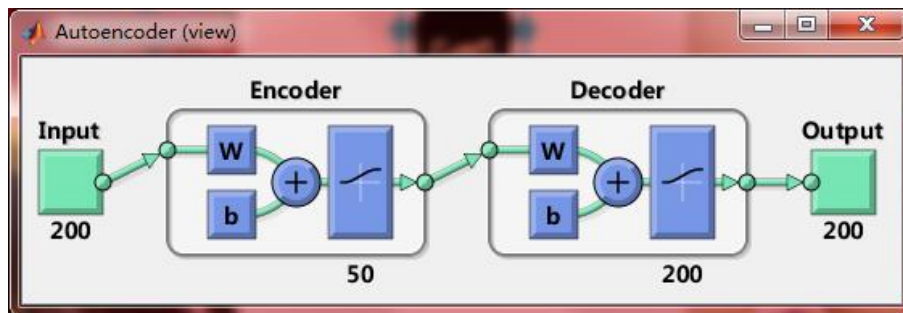 Autoencoder (view)
Encoder
Decoder
Input
Output
W
b
+
W
b
+
200
50
200
200